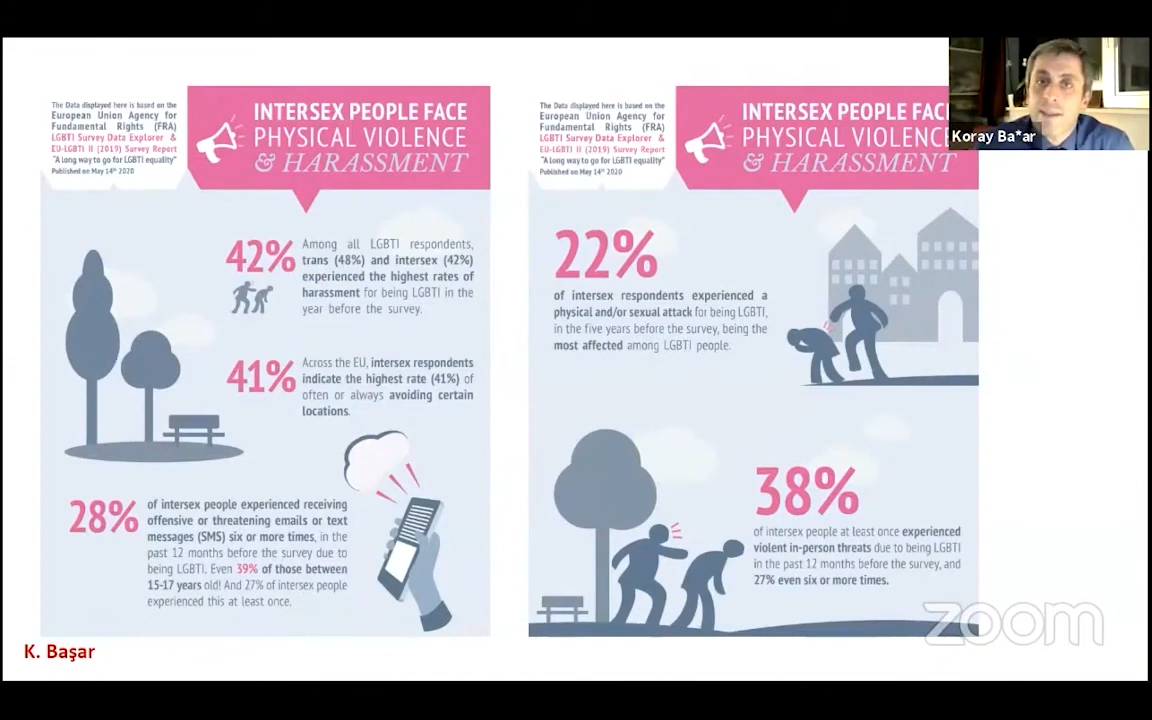 The Data displayed here is based on the
European Union Agency for
Fundamental Rights (FRA)
LGBTI Survey Data Explorer &
EU-LGBTI II (2019) Survey Report
"A long way to go for LGBTI equality"
Published on May 14th 2020
INTERSEX PEOPLE FACE
PHYSICAL VIOLENCE
& HARASSMENT
42%
Among all LGBTI respondents,
trans (48%) and intersex (42%)
experienced the highest rates of
harassment for being LGBTI in the
year before the survey.
41%
Across the EU, intersex respondents
indicate the highest rate (41%) of
often or always avoiding certain
locations.
28%
of intersex people experienced receiving
offensive or threatening emails or text
messages (SMS) six or more times, in the
past 12 months before the survey due to
being LGBTI. Even 39% of those between
15-17 years old! And 27% of intersex people
experienced this at least once.
The Data displayed here is based on the
European Union Agency for
Fundamental Rights (FRA)
LGBTI Survey Data Explorer &
EU-LGBTI II (2019) Survey Report
"A long way to go for LGBTI equality"
Published on May 14th 2020
INTERSEX PEOPLE FAC
PHYSICAL VIOLENCE
& HARASSMENT
22%
of intersex respondents experienced a
physical and/or sexual attack for being LGBTI,
in the five years before the survey, being the
most affected among LGBTI people.
38%
of intersex people at least once experienced
violent in-person threats due to being LGBTI
in the past 12 months before the survey, and
27% even six or more times.
Koray Ba*ar
zoom
K. Başar